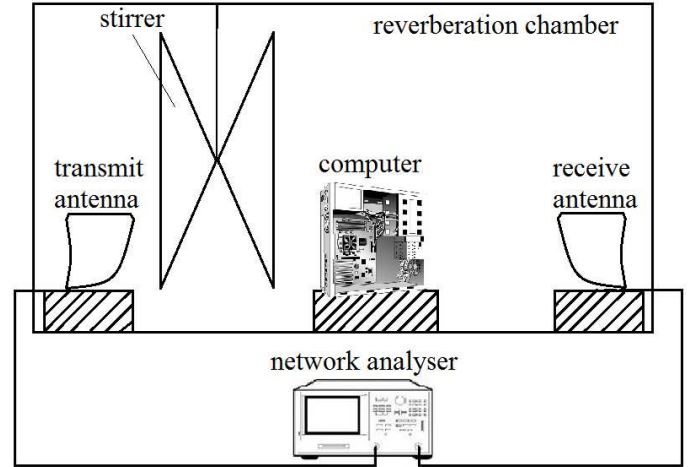 stirrer
reverberation chamber
transmit
antenna
computer
receive
antenna
network analyser